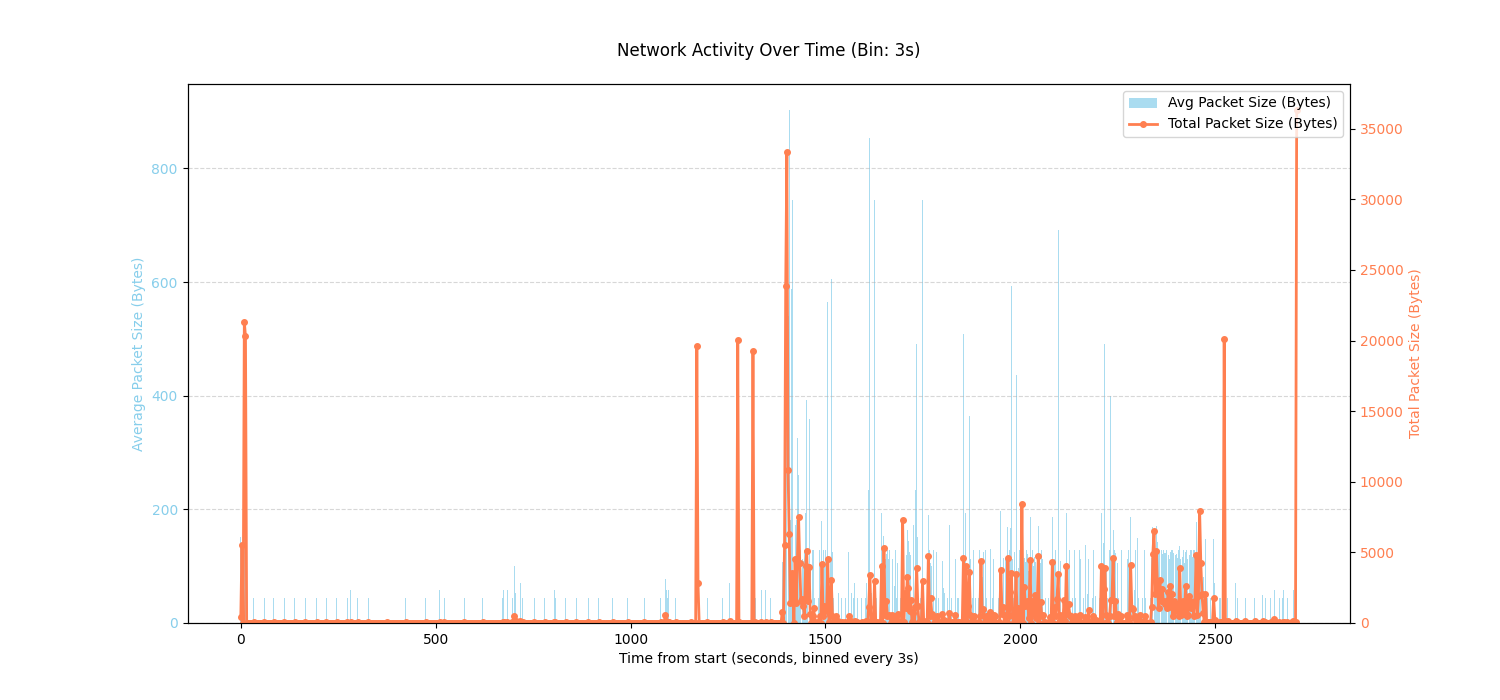 Network Activity Over Time (Bin: 3s)
Avg Packet Size (Bytes)
Total Packet Size (Bytes)
Average Packet Size (Bytes)
800
600
400
200
0
35000
30000
25000
20000
15000
10000
5000
0
Total Packet Size (Bytes)
0 500 1000 1500 2000 2500
Time from start (seconds, binned every 3s)